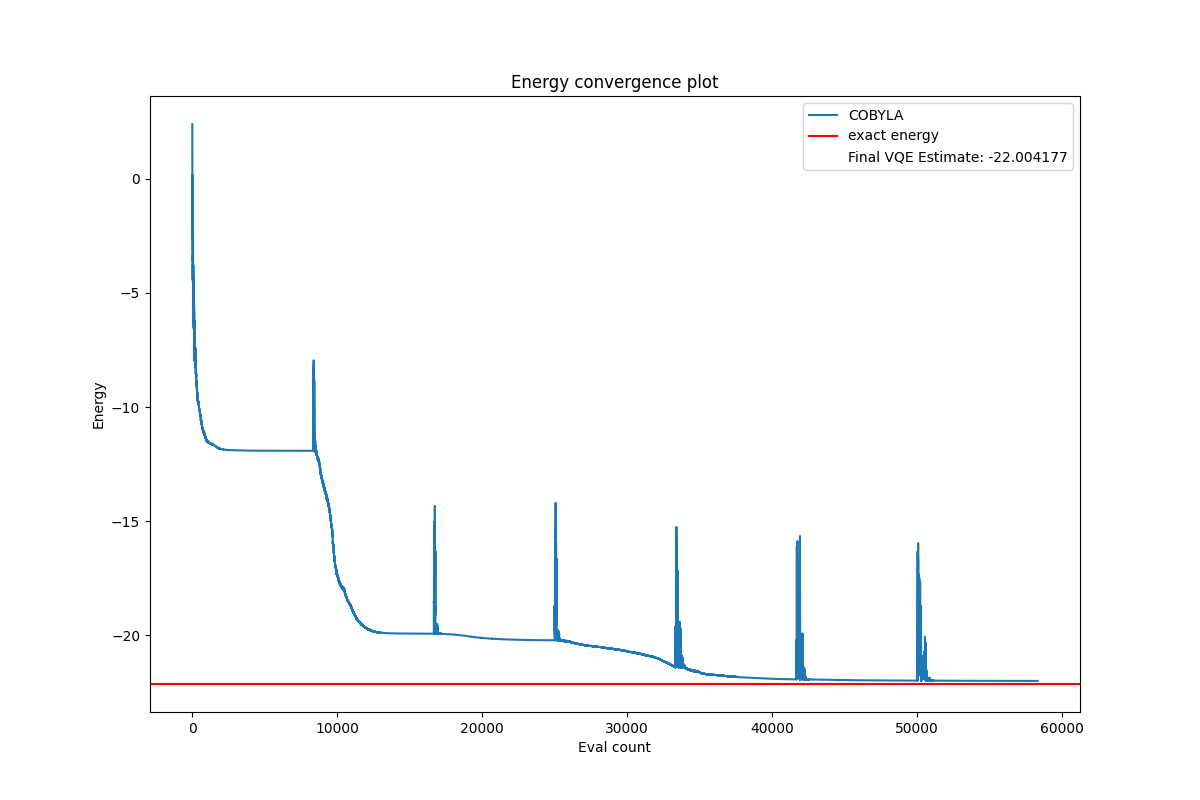 Energy convergence plot
COBYLA
exact energy
Final VQE Estimate: -22.004177
Energy
0
−5
−10
−15
−20
0 10000 20000 30000 40000 50000 60000
Eval count